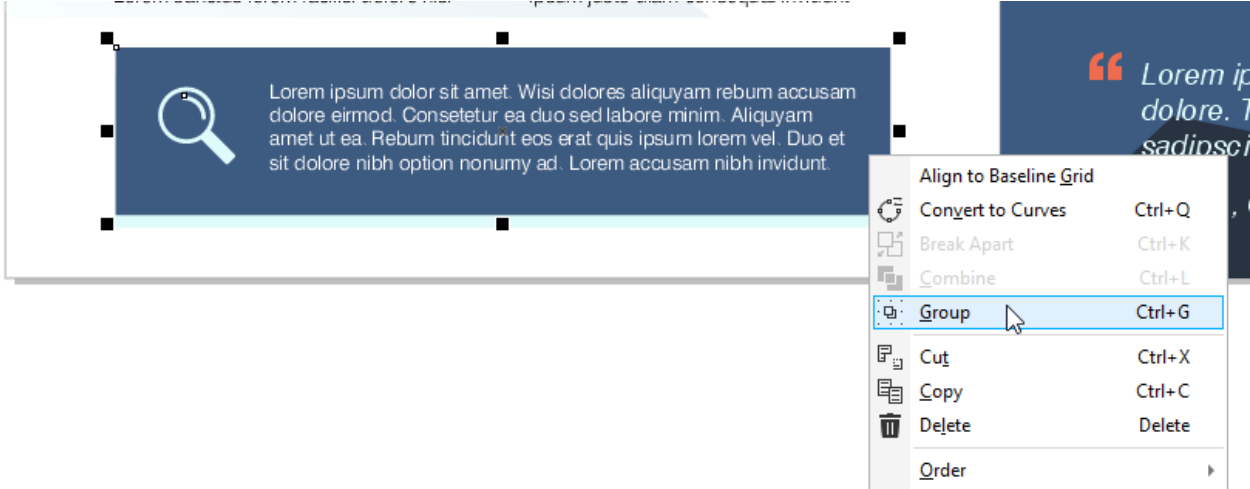 Lorem ipsum dolor sit amet. Wisi dolores aliquyam rebum accusam
dolore eirmod. Consetetur ea duo sed labore minim. Aliquyam
amet ut ea. Rebum tincidunt eos erat quis ipsum lorem vel. Duo et
sit dolore nibh option nonumy ad. Lorem accusam nibh invidunt.
“ Lorem ip
dolore. T
sadipsci
Align to Baseline Grid
Convert to Curves Ctrl+Q
Break Apart Ctrl+K
Combine Ctrl+L
Group Ctrl+G
Cut Ctrl+X
Copy Ctrl+C
Delete Delete
Order